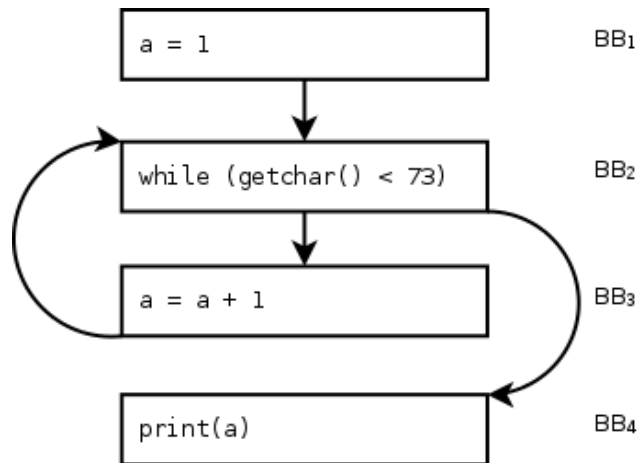 a = 1 BB1
while (getchar() < 73) BB2
a = a + 1 BB3
print(a) BB4